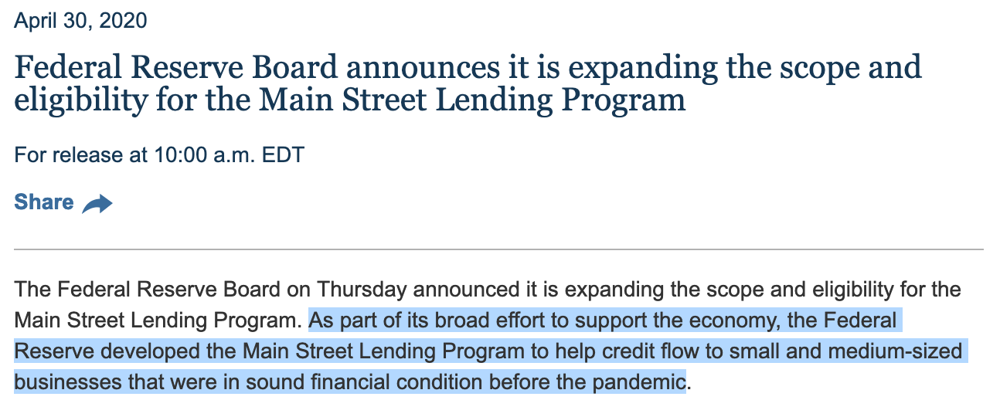 April 30, 2020
Federal Reserve Board announces it is expanding the scope and
eligibility for the Main Street Lending Program
For release at 10:00 a.m. EDT
Share
The Federal Reserve Board on Thursday announced it is expanding the scope and eligibility for the
Main Street Lending Program. As part of its broad effort to support the economy, the Federal
Reserve developed the Main Street Lending Program to help credit flow to small and medium-sized
businesses that were in sound financial condition before the pandemic.